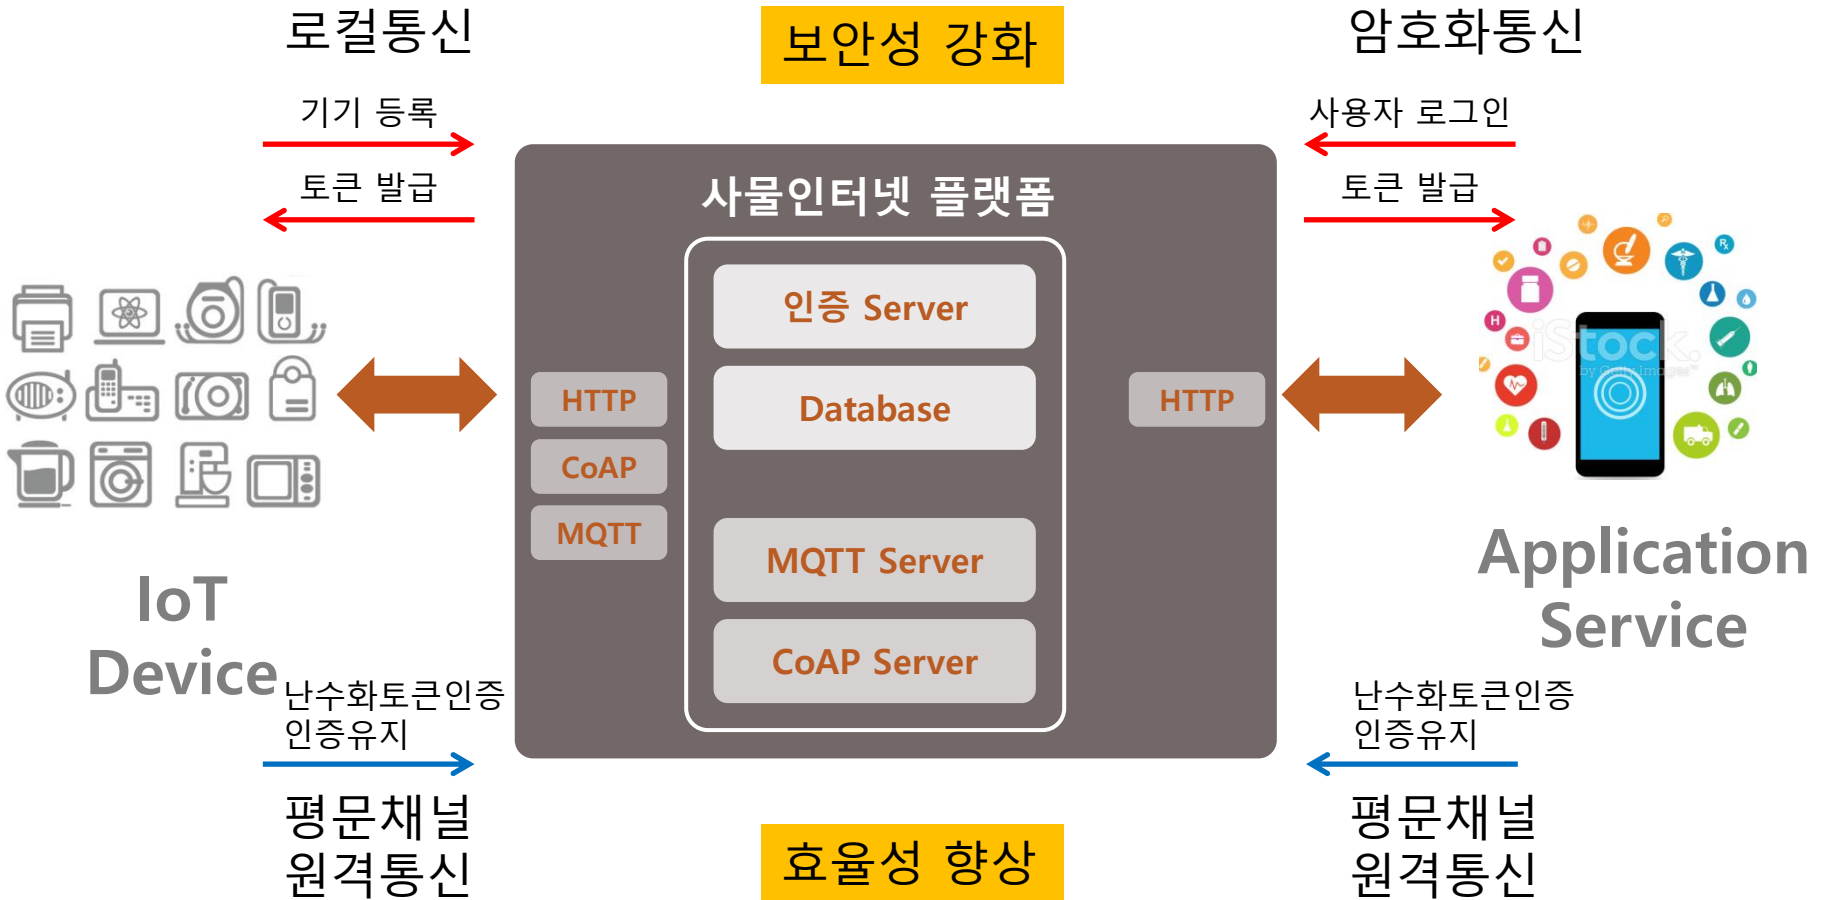 로컬통신
보안성 강화
암호화통신
기기 등록
토큰 발급
사용자 로그인
토큰 발급
사물인터넷 플랫폼
인증 Server
Database
MQTT Server
CoAP Server
HTTP
CoAP
MQTT
HTTP
IoT
Device
H
Rx
iStock.
by Getty Images™
Application
Service
난수화토큰인증
인증유지
평문채널
원격통신
효율성 향상
난수화토큰인증
인증유지
평문채널
원격통신